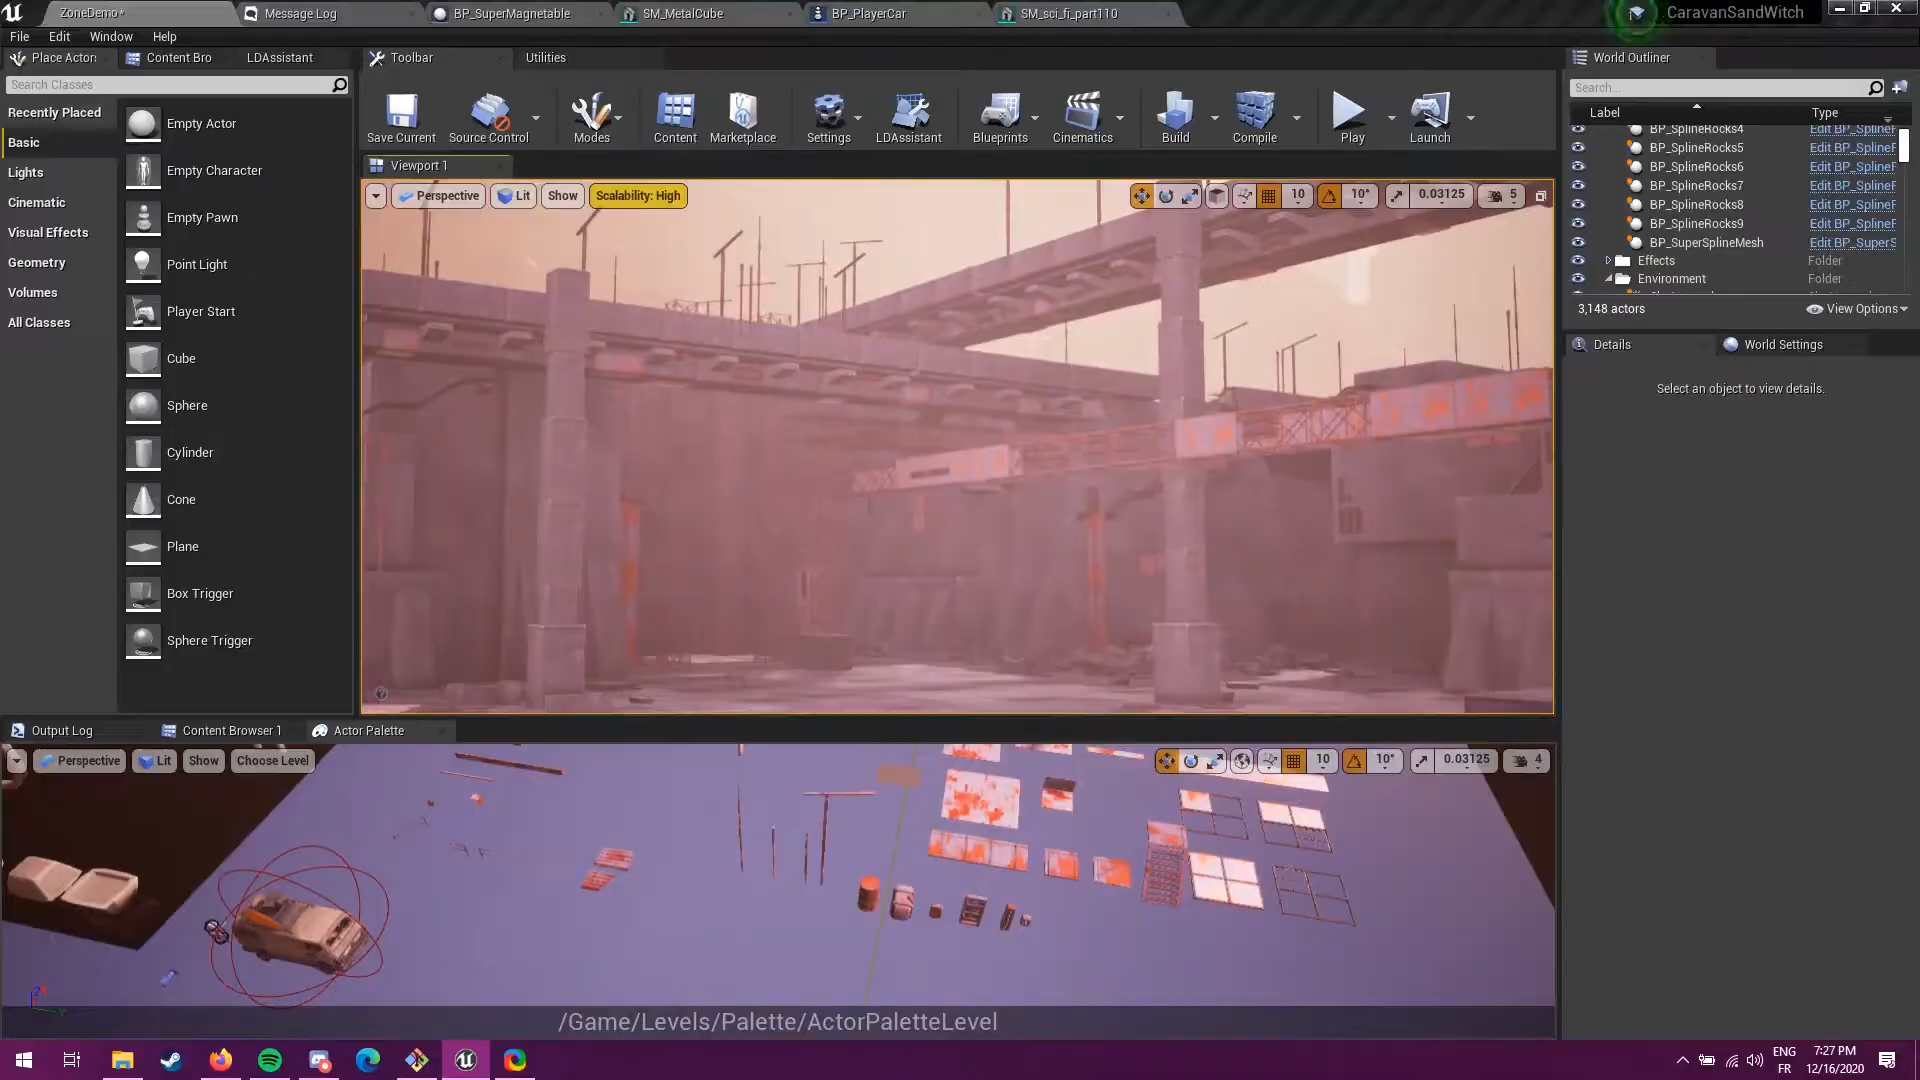 ZoneDemo*
Message Log
BP_SuperMagnetable
SM_MetalCube
BP_PlayerCar
SM_sci_fi_part110
CaravanSandWitch
File
Edit
Window
Help
Place Actors
Content Bro
LDAssistant
Toolbar
Utilities
World Outliner
Search Classes
Search...
Recently Placed
Basic
Lights
Cinematic
Visual Effects
Geometry
Volumes
All Classes
Empty Actor
Empty Character
Empty Pawn
Point Light
Player Start
Cube
Sphere
Cylinder
Cone
Plane
Box Trigger
Sphere Trigger
Save Current
Source Control
Modes
Content
Marketplace
Settings
LDAssistant
Blueprints
Cinematics
Build
Compile
Play
Launch
Viewport 1
Perspective
Lit
Show
Scalability: High
10
10°
0.03125
5
Label
Type
BP_SplineRocks4
Edit BP_SplineR
BP_SplineRocks5
Edit BP_SplineR
BP_SplineRocks6
Edit BP_SplineR
BP_SplineRocks7
Edit BP_SplineR
BP_SplineRocks8
Edit BP_SplineR
BP_SplineRocks9
Edit BP_SplineR
BP_SuperSplineMesh
Edit BP_SuperS
Effects
Folder
Environment
Folder
3,148 actors
View Options
Details
World Settings
Select an object to view details.
Output Log
Content Browser 1
Actor Palette
Perspective
Lit
Show
Choose Level
10
10°
0.03125
4
/Game/Levels/Palette/ActorPaletteLevel
ENG
FR
7:27 PM
12/16/2020